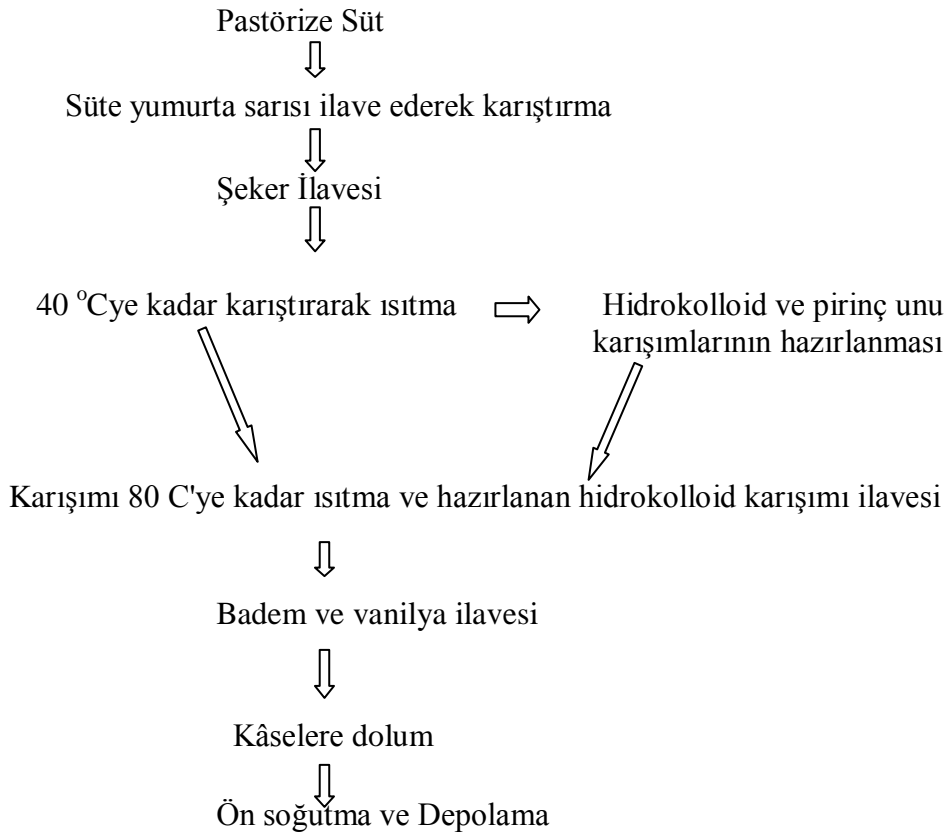 Pastörize Süt
Süte yumurta sarısı ilave ederek karıştırma
Şeker İlavesi
40 °Cye kadar karıştırarak ısıtma
Hidrokolloid ve pirinç unu
karışımlarının hazırlanması
Karışımı 80 C'ye kadar ısıtma ve hazırlanan hidrokolloid karışımı ilavesi
Badem ve vanilya ilavesi
Kâselere dolum
Ön soğutma ve Depolama